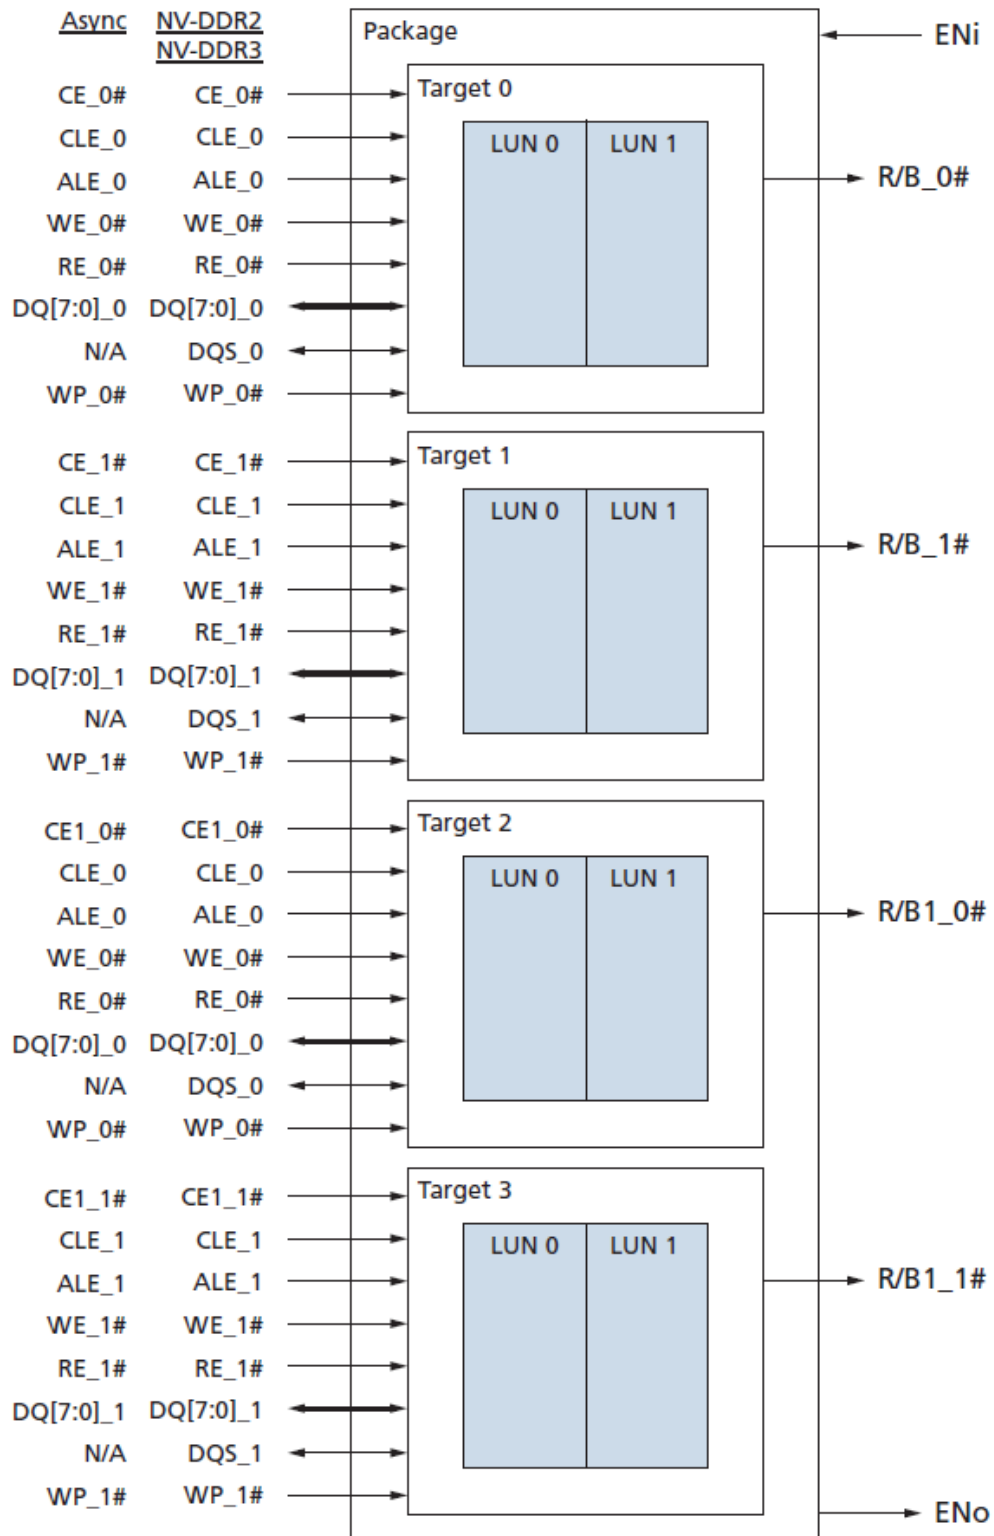 Async NV-DDR2 Package ENi
NV-DDR3
Target 0
CE_0# CE_0#
CLE_0 CLE_0 LUN 0 LUN 1
ALE_0 ALE_0 R/B_0#
WE_0# WE_0#
RE_0# RE_0#
DQ[7:0]_0 DQ[7:0]_0
N/A DQS_0
WP_0# WP_0#
Target 1
CE_1# CE_1#
CLE_1 CLE_1 LUN 0 LUN 1
ALE_1 ALE_1 R/B_1#
WE_1# WE_1#
RE_1# RE_1#
DQ[7:0]_1 DQ[7:0]_1
N/A DQS_1
WP_1# WP_1#
Target 2
CE1_0# CE1_0#
CLE_0 CLE_0 LUN 0 LUN 1
ALE_0 ALE_0 R/B1_0#
WE_0# WE_0#
RE_0# RE_0#
DQ[7:0]_0 DQ[7:0]_0
N/A DQS_0
WP_0# WP_0#
Target 3
CE1_1# CE1_1#
CLE_1 CLE_1 LUN 0 LUN 1
ALE_1 ALE_1 R/B1_1#
WE_1# WE_1#
RE_1# RE_1#
DQ[7:0]_1 DQ[7:0]_1
N/A DQS_1
WP_1# WP_1#
ENo